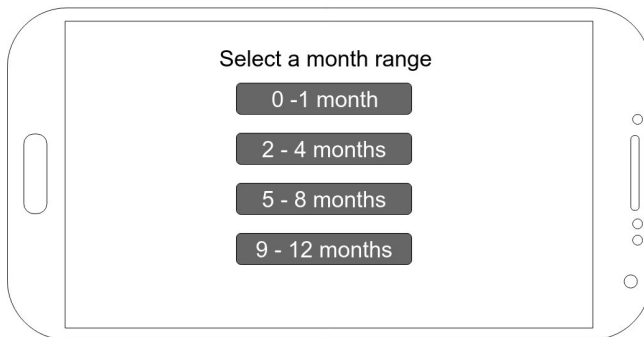 Select a month range
0 -1 month
2 - 4 months
5 - 8 months
9 - 12 months